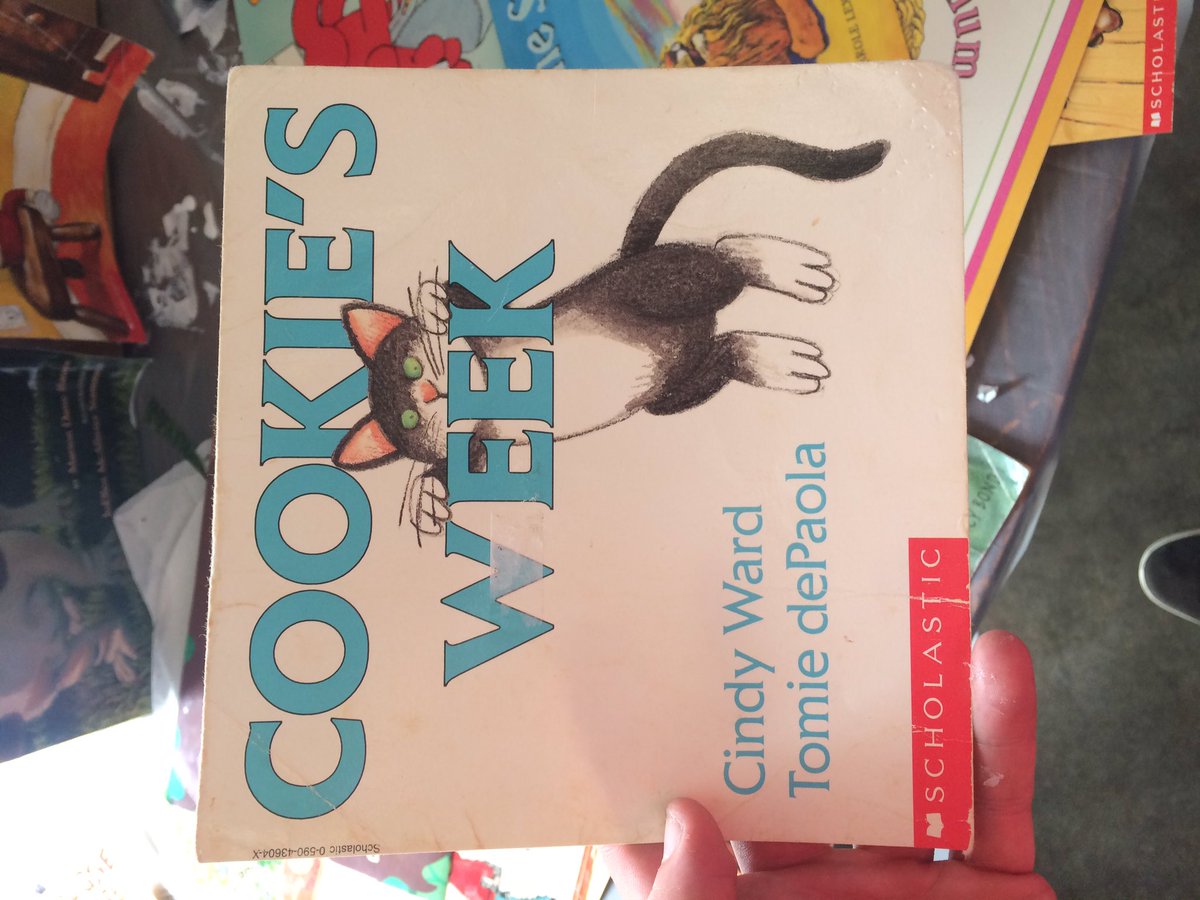 COOKIE'S
WEEK
Cindy Ward
Tomie dePaola
SCHOLASTIC
Scholastic 0-590-43604-X
SCHOLASTIC